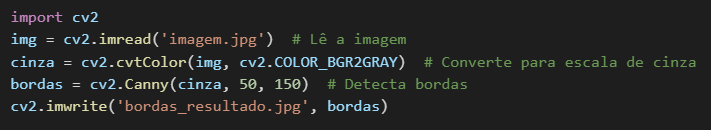 import cv2
img = cv2.imread('imagem.jpg')  # Lê a imagem
cinza = cv2.cvtColor(img, cv2.COLOR_BGR2GRAY)  # Converte para escala de cinza
bordas = cv2.Canny(cinza, 50, 150)  # Detecta bordas
cv2.imwrite('bordas_resultado.jpg', bordas)